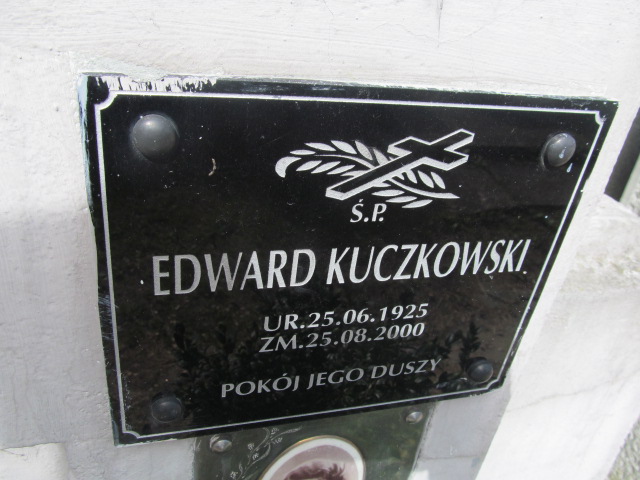 Ś.P.
EDWARD KUCZKOWSKI
UR.25.06.1925
ZM.25.08.2000
POKÓJ JEGO DUSZY